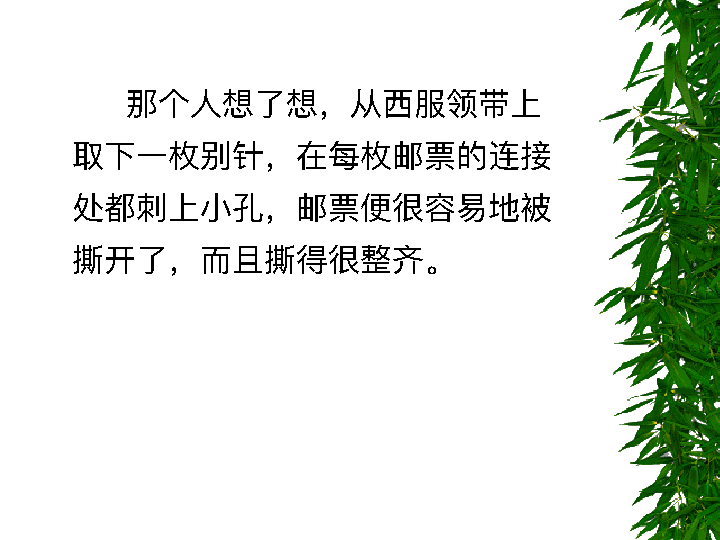 那个人想了想，从西服领带上
取下一枚别针，在每枚邮票的连接
处都刺上小孔，邮票便很容易地被
撕开了，而且撕得很整齐。